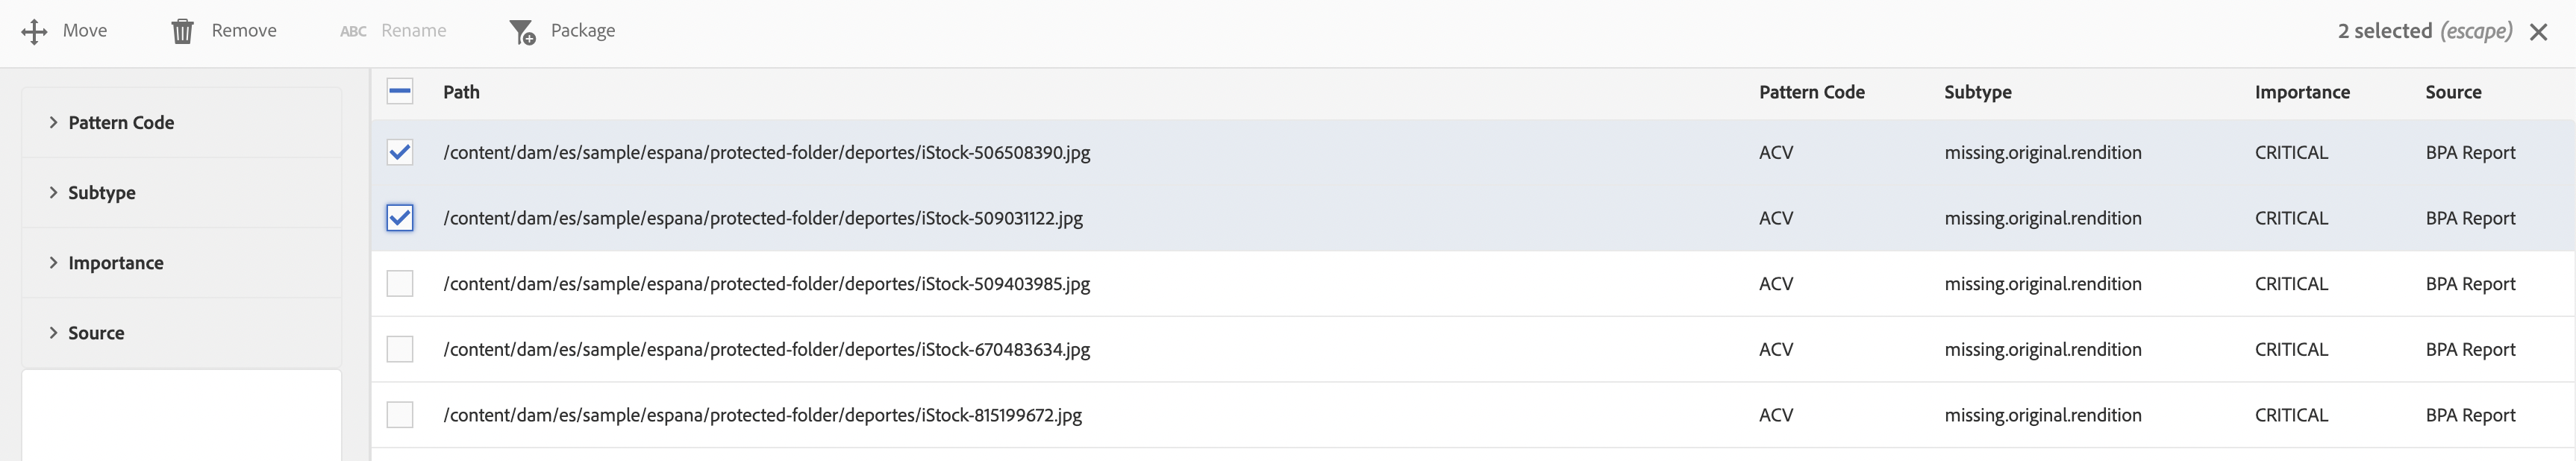 Move Remove ABC Rename Package 2 selected (escape)
Pattern Code
Subtype
Importance
Source
Path Pattern Code Subtype Importance Source
/content/dam/es/sample/espana/protected-folder/deportes/iStock-506508390.jpg ACV missing.original.rendition CRITICAL BPA Report
/content/dam/es/sample/espana/protected-folder/deportes/iStock-509031122.jpg ACV missing.original.rendition CRITICAL BPA Report
/content/dam/es/sample/espana/protected-folder/deportes/iStock-509403985.jpg ACV missing.original.rendition CRITICAL BPA Report
/content/dam/es/sample/espana/protected-folder/deportes/iStock-670483634.jpg ACV missing.original.rendition CRITICAL BPA Report
/content/dam/es/sample/espana/protected-folder/deportes/iStock-815199672.jpg ACV missing.original.rendition CRITICAL BPA Report